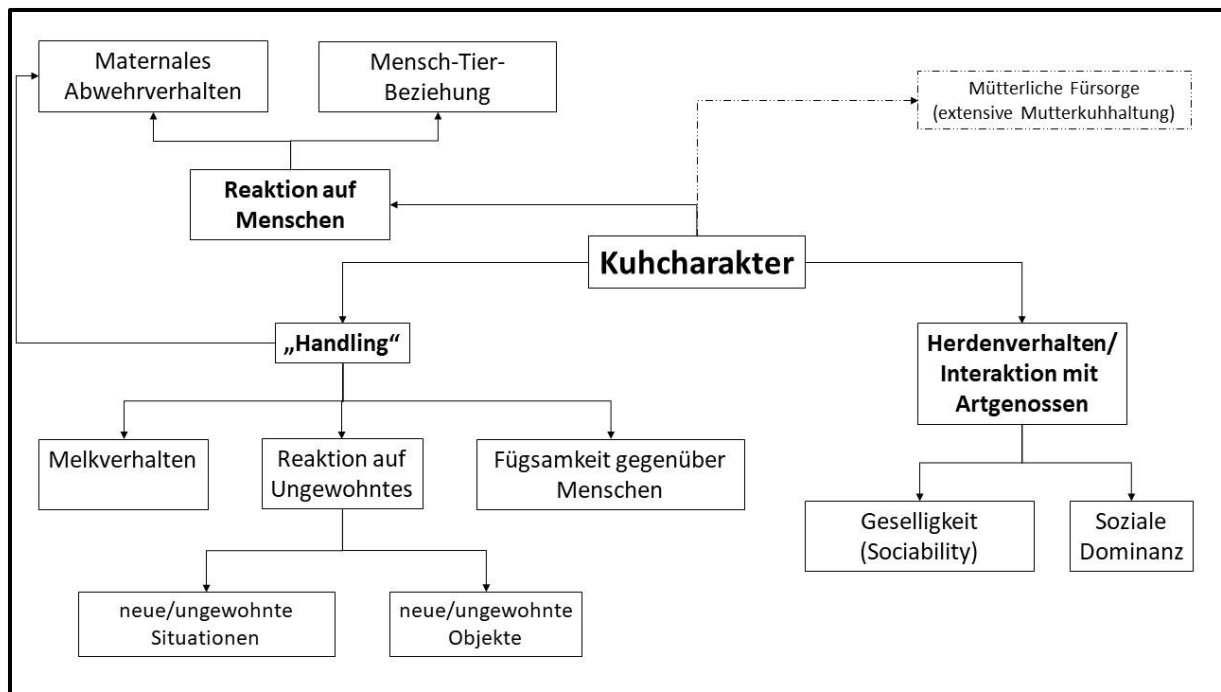 Maternales
Abwehrverhalten
Mensch-Tier-
Beziehung
Mütterliche Fürsorge
(extensive Mutterkuhhaltung)
Reaktion auf
Menschen
Kuhcharakter
„Handling“
Herdenverhalten/
Interaktion mit
Artgenossen
Melkverhalten
Reaktion auf
Ungewohntes
Fügsamkeit gegenüber
Menschen
Geselligkeit
(Sociability)
Soziale
Dominanz
neue/ungewohnte
Situationen
neue/ungewohnte
Objekte